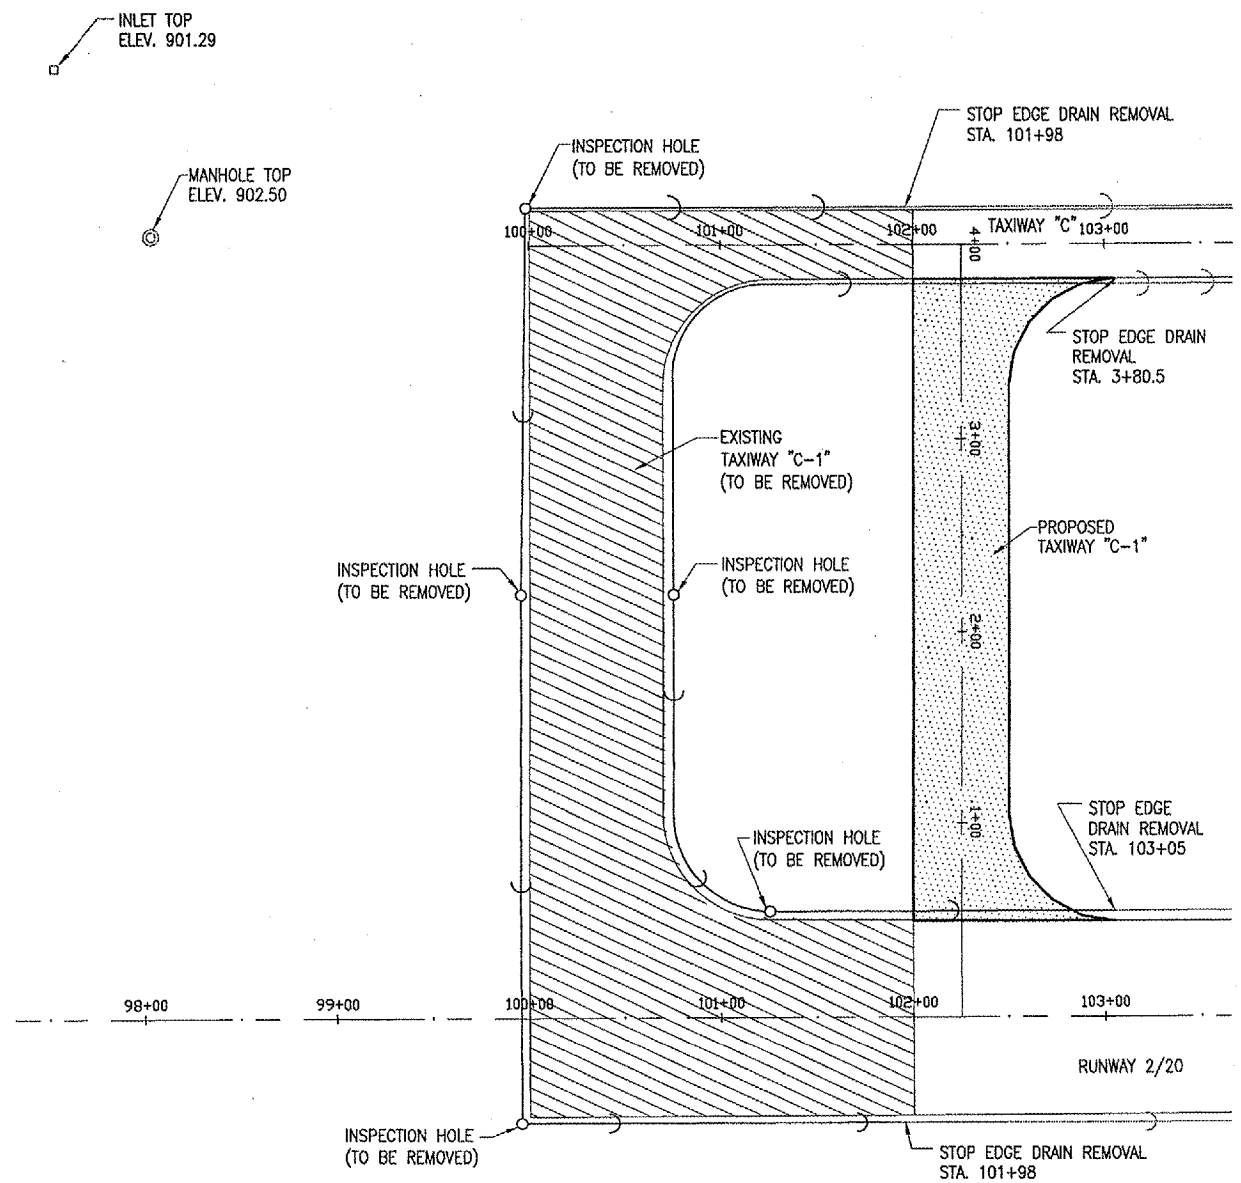 INLET TOP
ELEV. 901.29
STOP EDGE DRAIN REMOVAL
STA. 101+98
INSPECTION HOLE
(TO BE REMOVED)
MANHOLE TOP
ELEV. 902.50
100+00
101+00
102+00
TAXIWAY "C"
103+00
4+00
STOP EDGE DRAIN
REMOVAL
STA. 3+80.5
EXISTING
TAXIWAY "C-1"
(TO BE REMOVED)
3+00
PROPOSED
TAXIWAY "C-1"
INSPECTION HOLE
(TO BE REMOVED)
INSPECTION HOLE
(TO BE REMOVED)
2+00
1+00
STOP EDGE
DRAIN REMOVAL
STA. 103+05
INSPECTION HOLE
(TO BE REMOVED)
98+00
99+00
100+00
101+00
102+00
103+00
RUNWAY 2/20
INSPECTION HOLE
(TO BE REMOVED)
STOP EDGE DRAIN REMOVAL
STA. 101+98